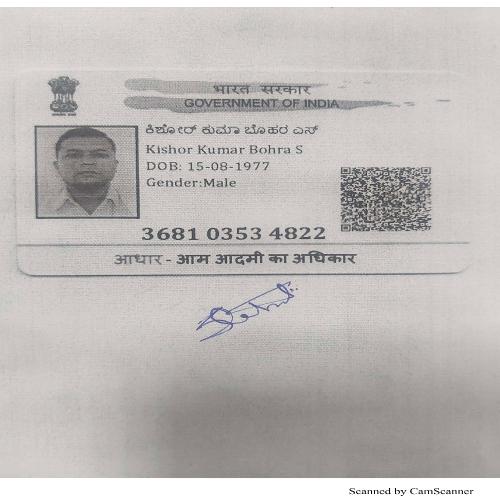 भारत सरकार
GOVERNMENT OF INDIA
ಕಿಶೋರ್ ಕುಮಾರ್ ಬೊಹರ ಎಸ್
Kishor Kumar Bohra S
DOB: 15-08-1977
Gender:Male
3681 0353 4822
आधार - आम आदमी का अधिकार
Scanned by CamScanner